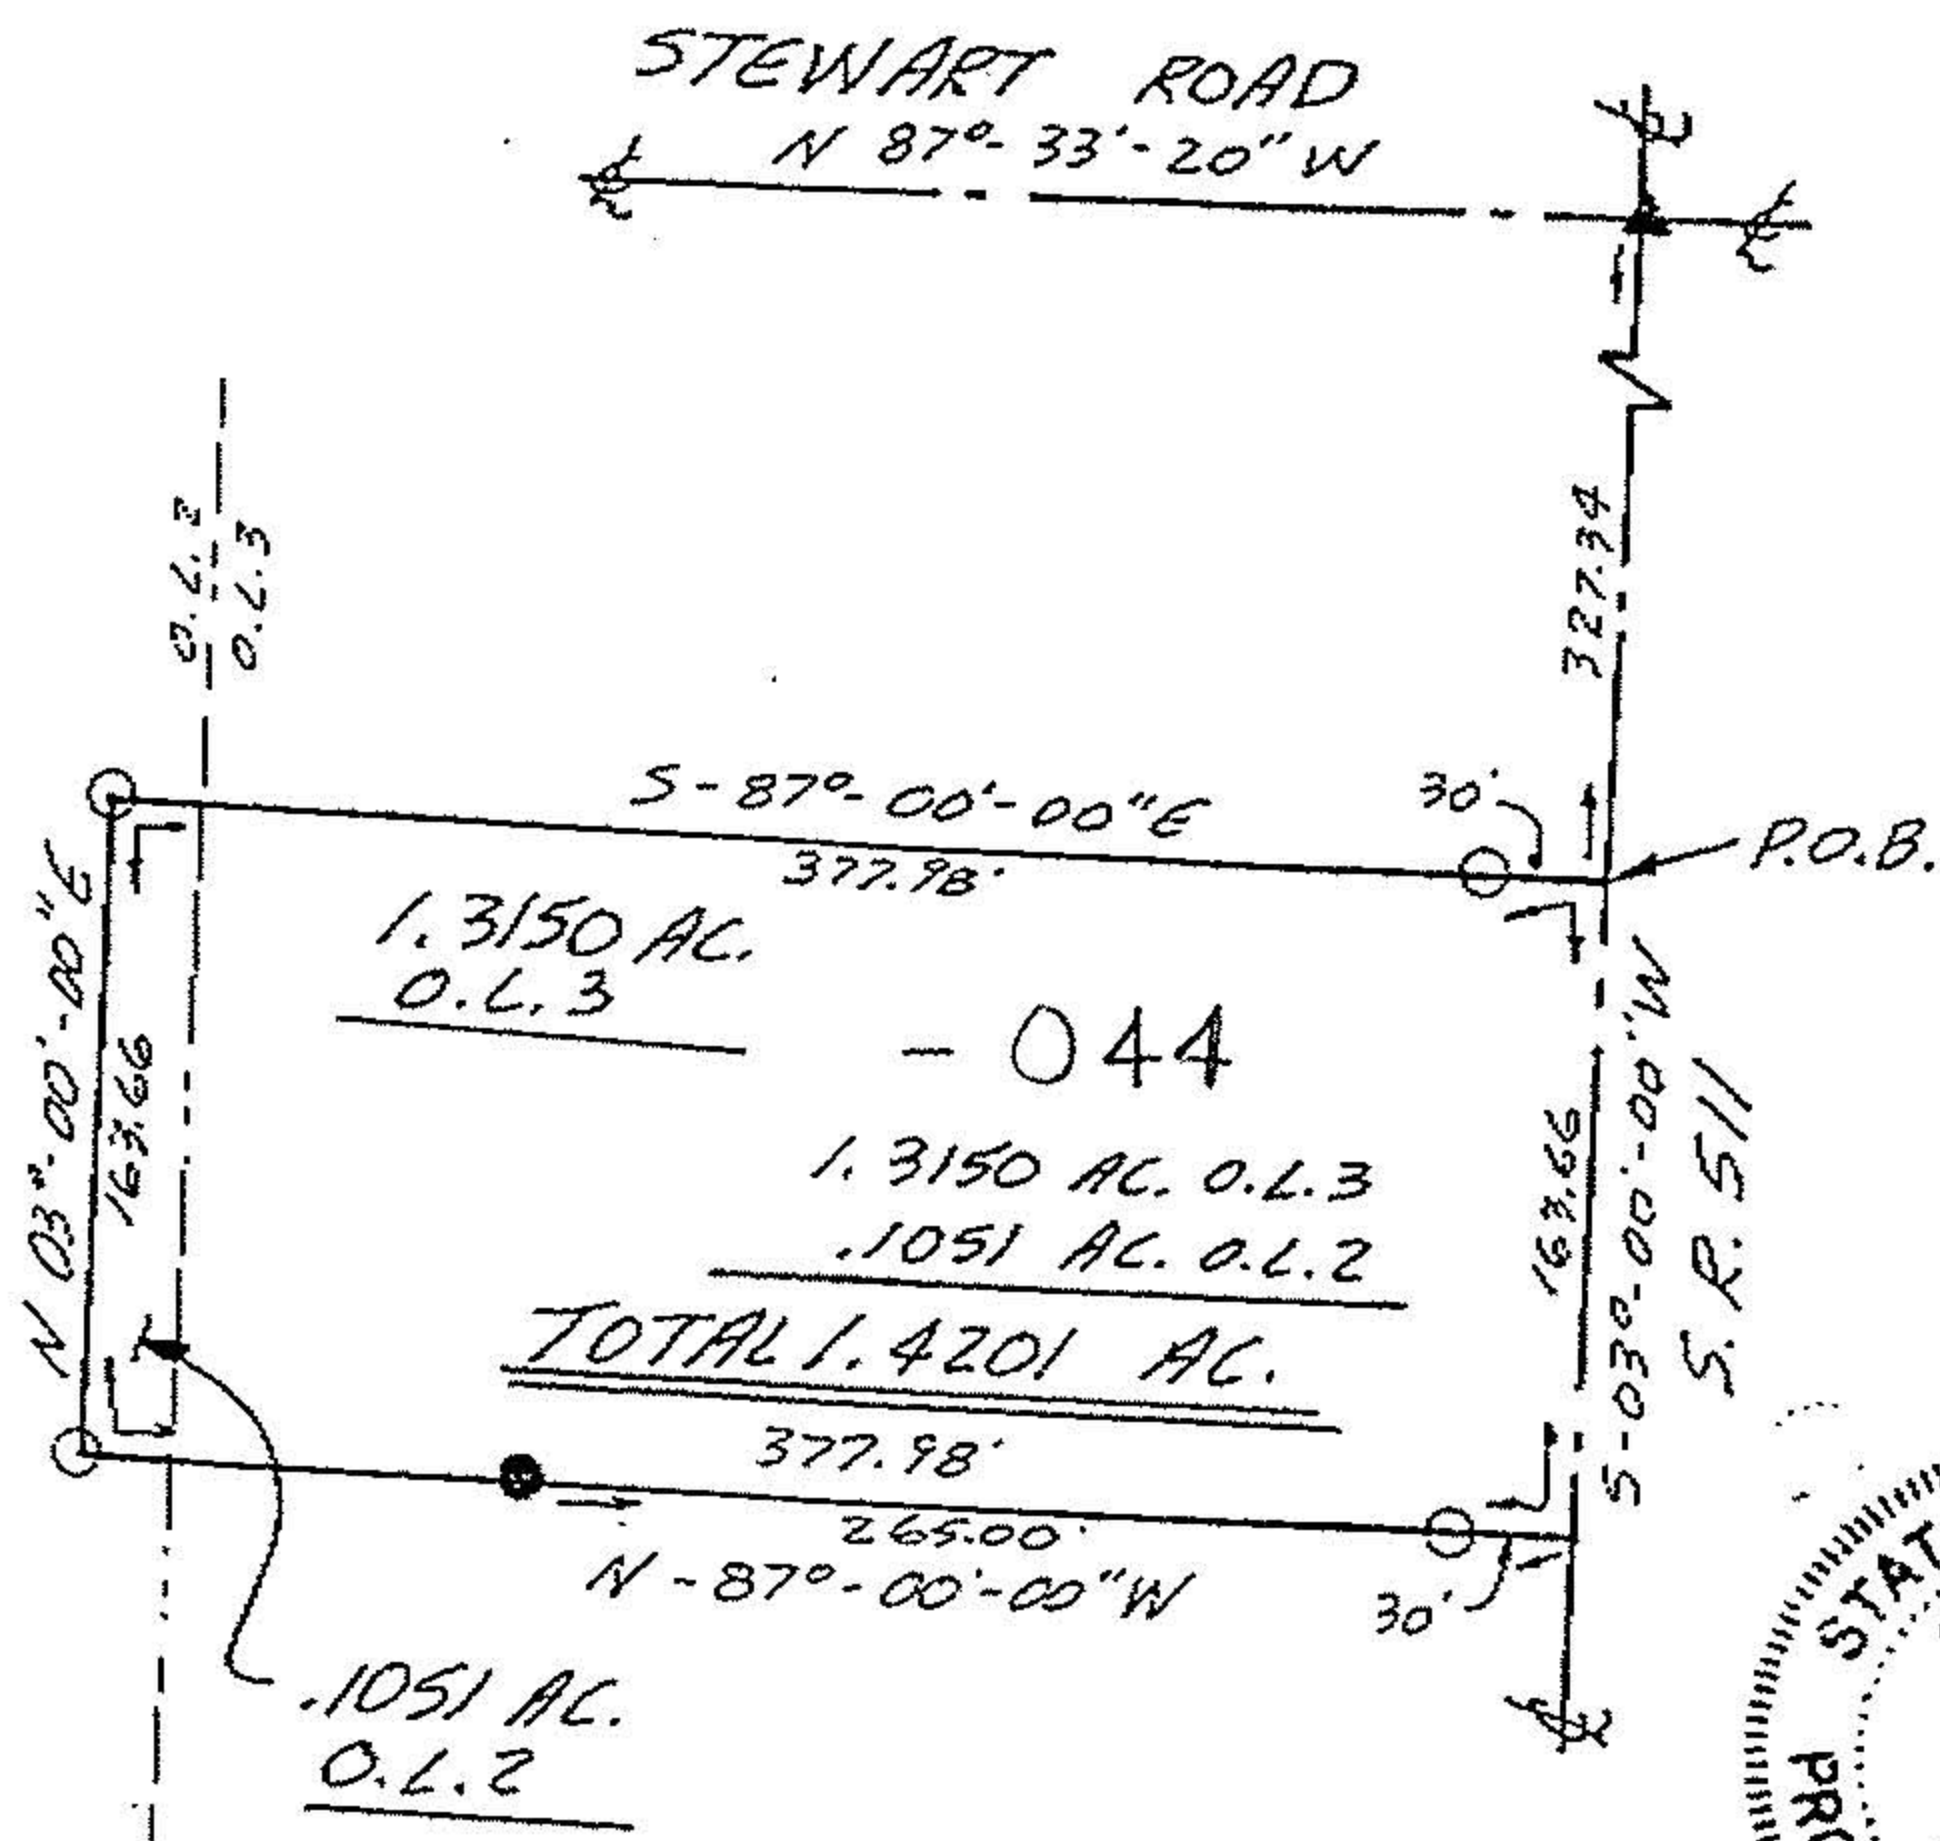 STEWART ROAD
N 87°-33'-20" W
O.L.2
O.L.3
327.34
S-87°-00'-00"E
377.98'
30'
P.O.B.
N 03°-00'-00"E
163.66
1.3150 AC.
O.L.3
-044
1.3150 AC. O.L.3
.1051 AC. O.L.2
TOTAL 1.4201 AC.
163.66
S-03°-00'-00"W
S.R. 511
377.98'
265.00'
N-87°-00'-00"W
30'
.1051 AC.
O.L.2
STAT